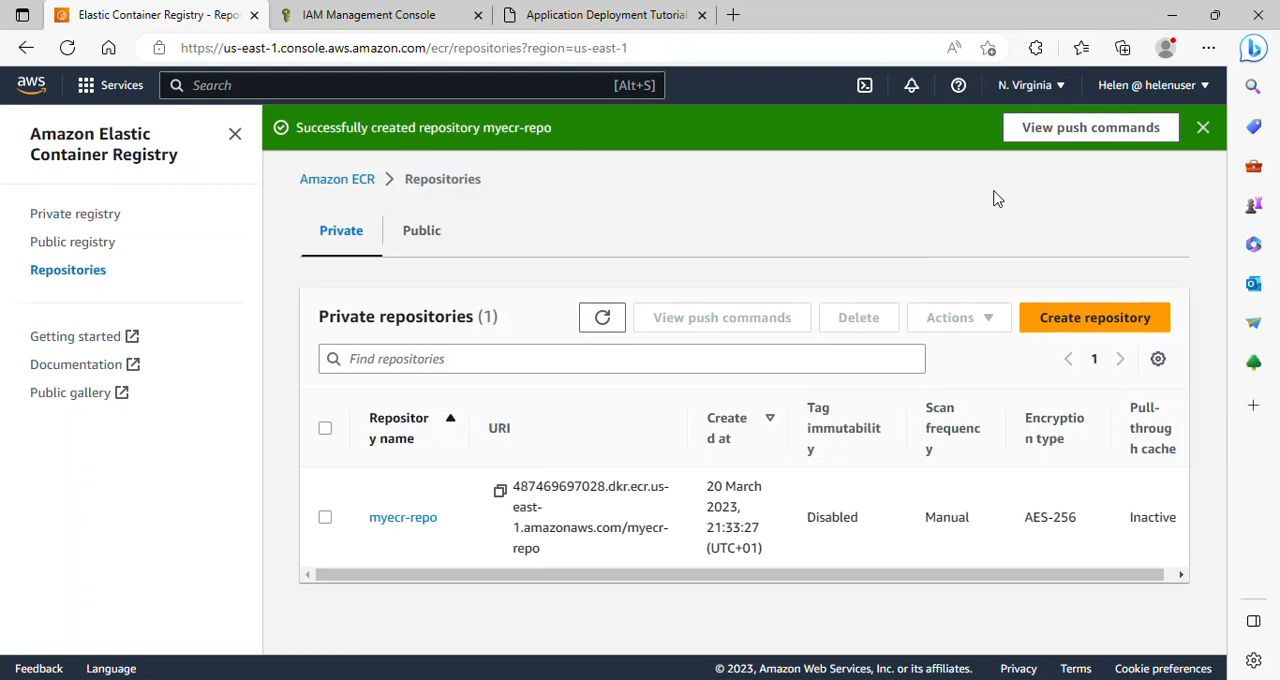 Elastic Container Registry - Repos
IAM Management Console
Application Deployment Tutorial
https://us-east-1.console.aws.amazon.com/ecr/repositories?region=us-east-1
aws
Services
Search
[Alt+S]
N. Virginia
Helen @ helenuser
Amazon Elastic
Container Registry
Private registry
Public registry
Repositories
Getting started
Documentation
Public gallery
Successfully created repository myecr-repo
View push commands
Amazon ECR
Repositories
Private
Public
Private repositories (1)
View push commands
Delete
Actions
Create repository
Find repositories
1
Repositor
y name
URI
Create
d at
Tag
immutabilit
y
Scan
frequenc
y
Encryptio
n type
Pull-
throug
h cache
myecr-repo
487469697028.dkr.ecr.us-
east-
1.amazonaws.com/myecr-
repo
20 March
2023,
21:33:27
(UTC+01)
Disabled
Manual
AES-256
Inactive
Feedback
Language
© 2023, Amazon Web Services, Inc. or its affiliates.
Privacy
Terms
Cookie preferences